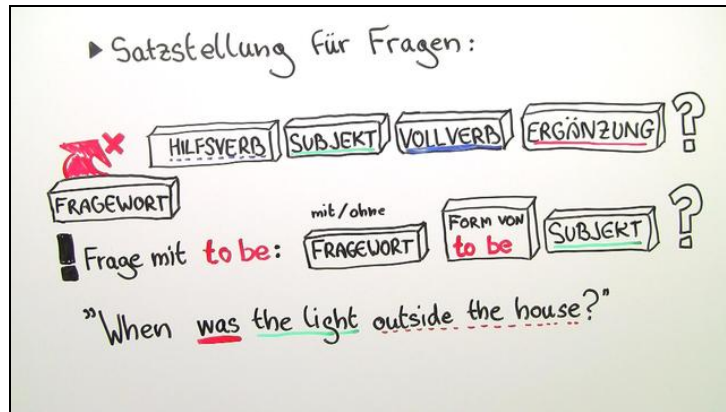 ▶ Satzstellung für Fragen:
HILFSVERB SUBJEKT VOLLVERB ERGÄNZUNG ?
FRAGEWORT
! Frage mit to be: mit/ohne FRAGEWORT FORM VON to be SUBJEKT ?
"When was the light outside the house?"